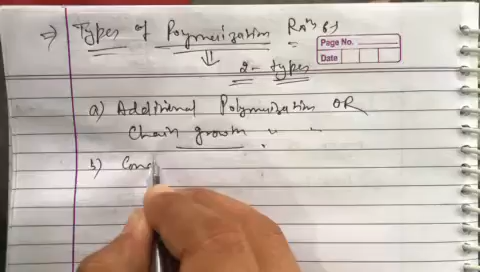 =) Types of Polymerization Rxns
Page No.
Date
2 - types
a) Additional Polymerization OR
Chain growth " "
b) Con